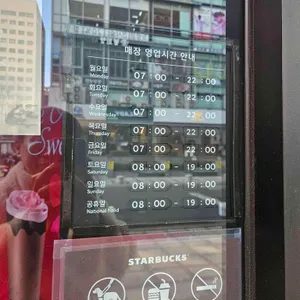 매장 영업시간 안내
월요일 07 : 00 - 22 : 00
Monday
화요일 07 : 00 - 22 : 00
Tuesday
수요일 07 : 00 - 22 : 00
Wednesday
목요일 07 : 00 - 22 : 00
Thursday
금요일 07 : 00 - 22 : 00
Friday
토요일 08 : 00 - 19 : 00
Saturday
일요일 08 : 00 - 19 : 00
Sunday
공휴일 08 : 00 - 19 : 00
STARBUCKS